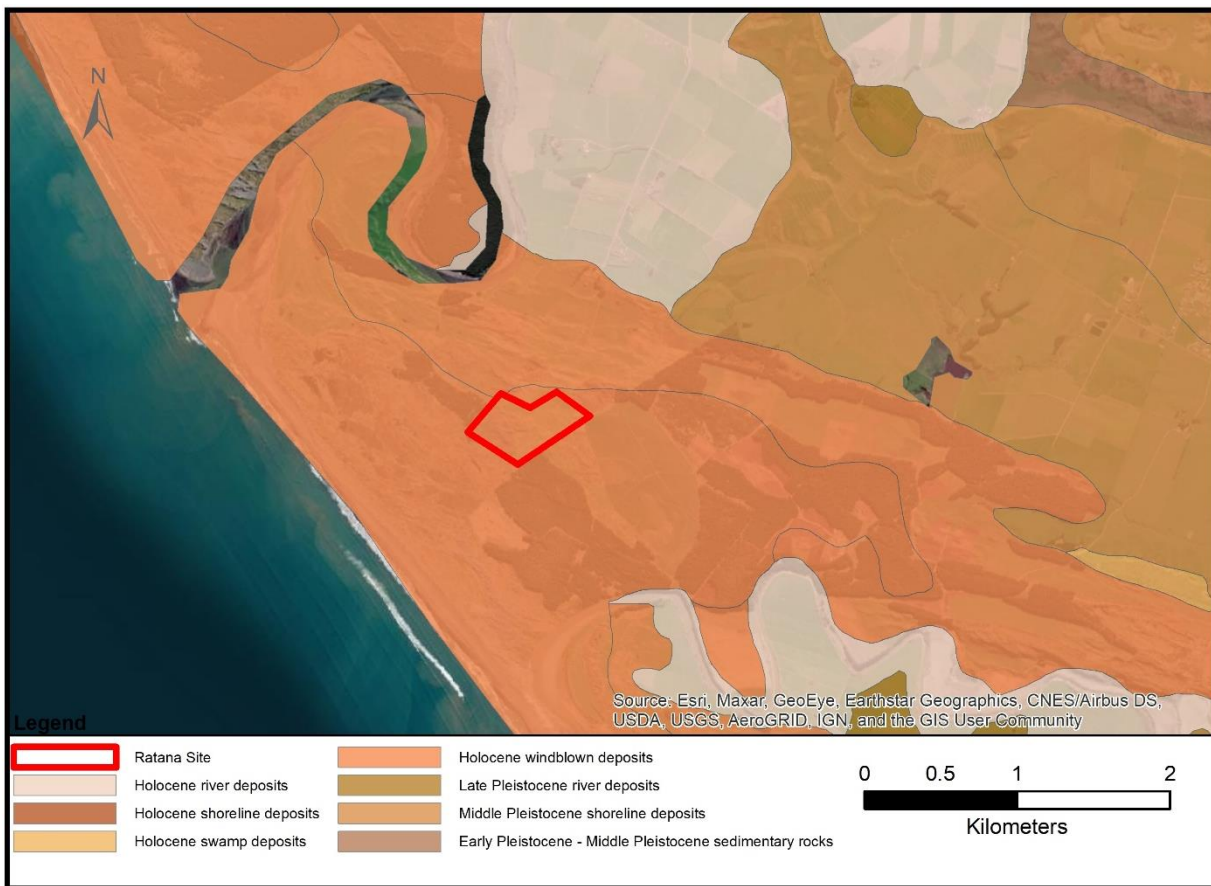 N
Source: Esri, Maxar, GeoEye, Earthstar Geographics, CNES/Airbus DS,
USDA, USGS, AeroGRID, IGN, and the GIS User Community
Legend
Ratana Site
Holocene river deposits
Holocene shoreline deposits
Holocene swamp deposits
Holocene windblown deposits
Late Pleistocene river deposits
Middle Pleistocene shoreline deposits
Early Pleistocene - Middle Pleistocene sedimentary rocks
0 0.5 1 2
Kilometers